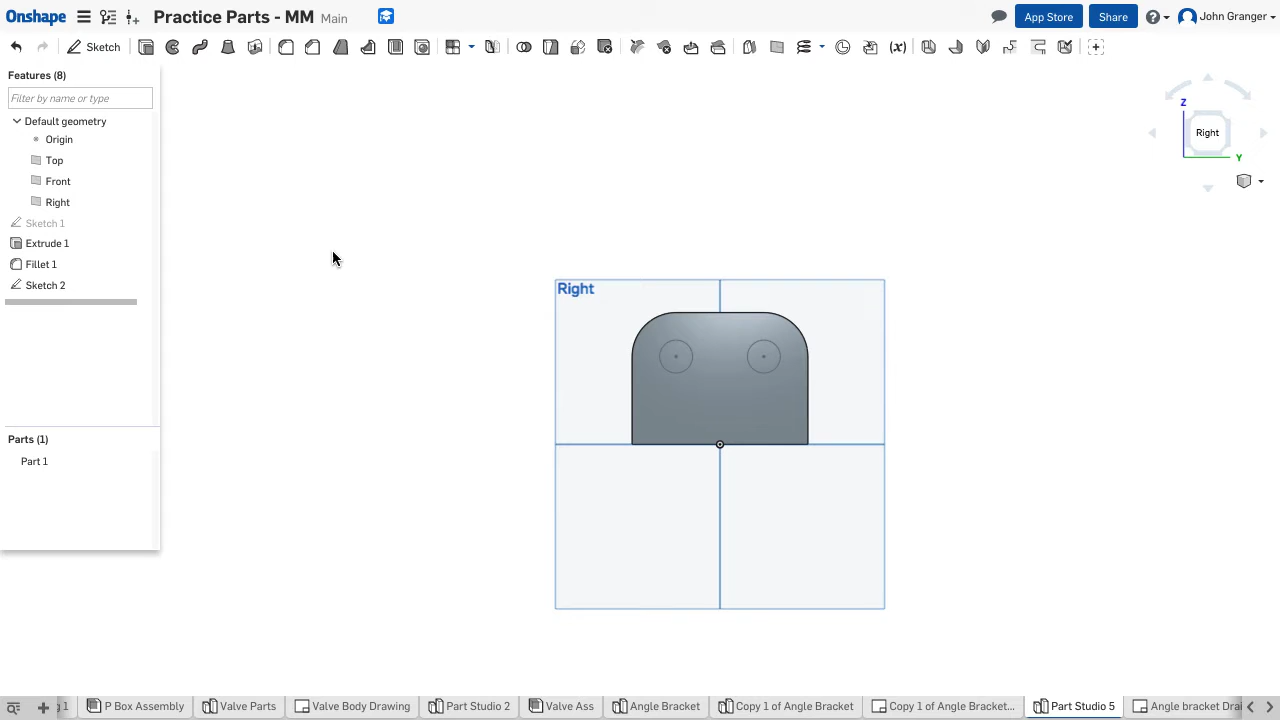 Onshape Practice Parts - MM Main App Store Share John Granger
Sketch (x)
Features (8)
Filter by name or type
Default geometry
Origin
Top
Front
Right
Sketch 1
Extrude 1
Fillet 1
Sketch 2
Parts (1)
Part 1
Z
Right
Y
Right
g 1 P Box Assembly Valve Parts Valve Body Drawing Part Studio 2 Valve Ass Angle Bracket Copy 1 of Angle Bracket Copy 1 of Angle Bracket... Part Studio 5 Angle bracket Dra